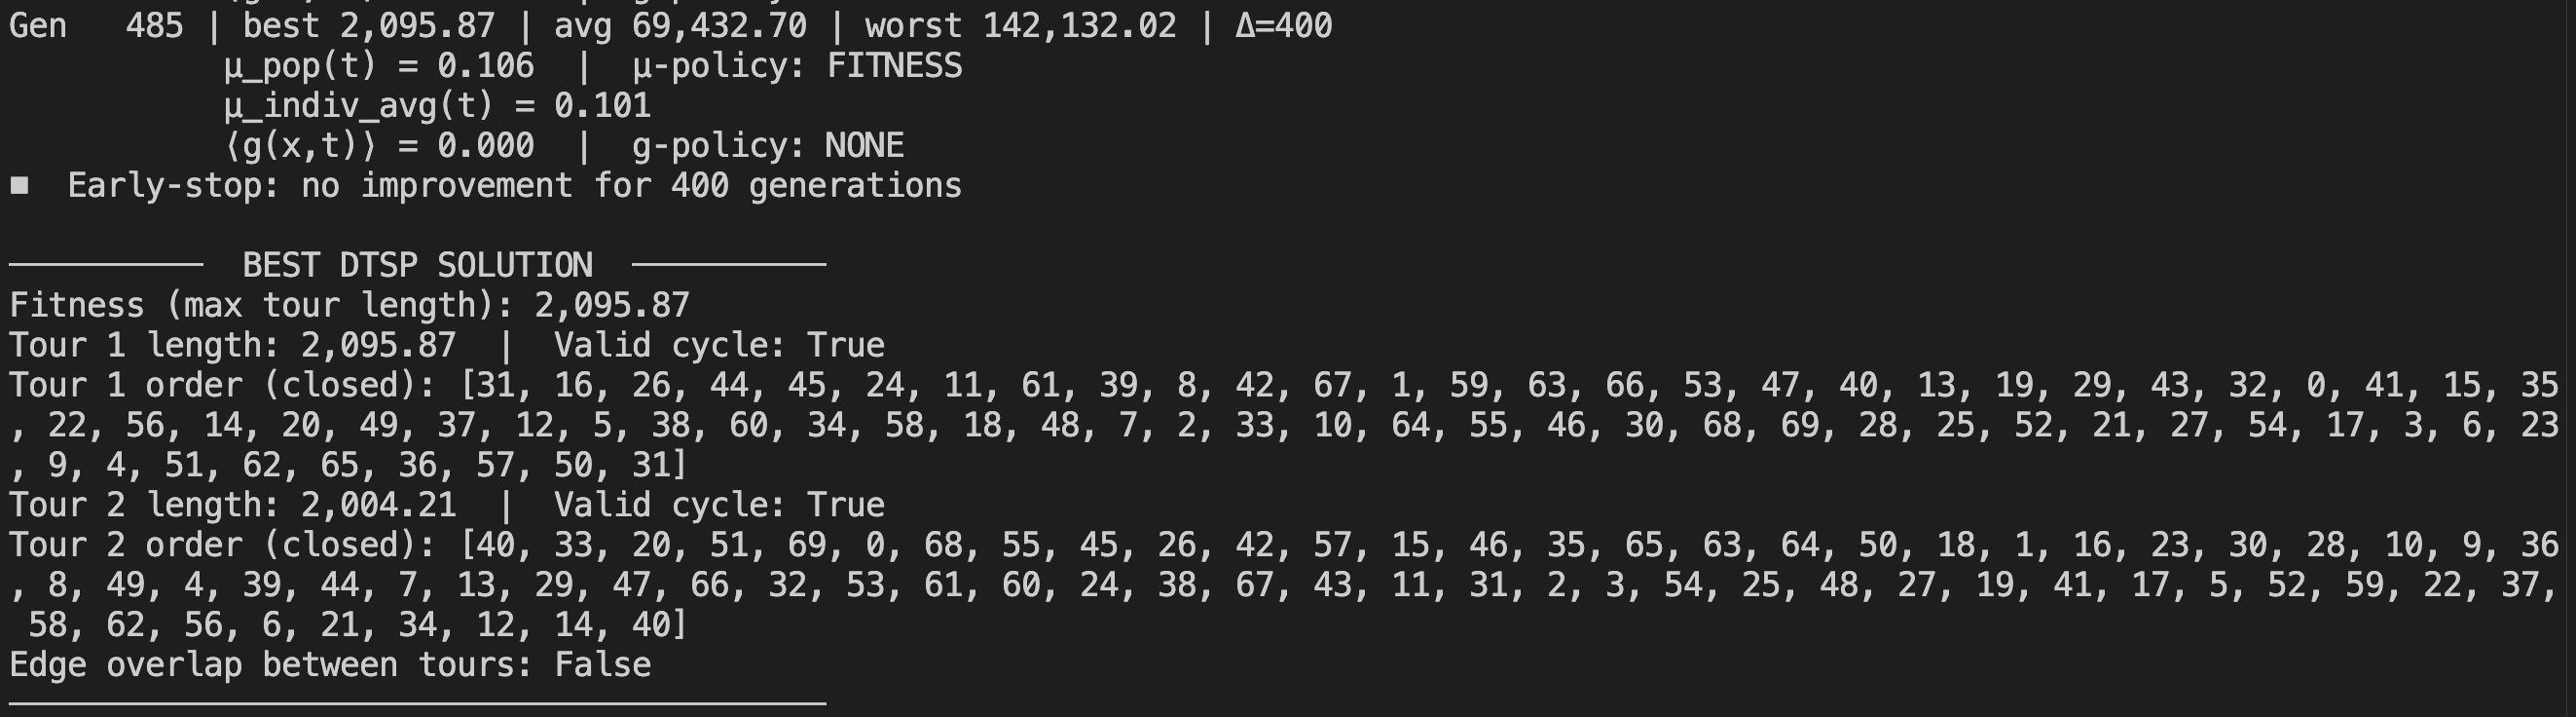 Gen   485 | best 2,095.87 | avg 69,432.70 | worst 142,132.02 | Δ=400
           μ_pop(t) = 0.106  |  μ-policy: FITNESS
           μ_indiv_avg(t) = 0.101
           ⟨g(x,t)⟩ = 0.000  |  g-policy: NONE
■  Early-stop: no improvement for 400 generations
──────────  BEST DTSP SOLUTION  ──────────
Fitness (max tour length): 2,095.87
Tour 1 length: 2,095.87  |  Valid cycle: True
Tour 1 order (closed): [31, 16, 26, 44, 45, 24, 11, 61, 39, 8, 42, 67, 1, 59, 63, 66, 53, 47, 40, 13, 19, 29, 43, 32, 0, 41, 15, 35
, 22, 56, 14, 20, 49, 37, 12, 5, 38, 60, 34, 58, 18, 48, 7, 2, 33, 10, 64, 55, 46, 30, 68, 69, 28, 25, 52, 21, 27, 54, 17, 3, 6, 23
, 9, 4, 51, 62, 65, 36, 57, 50, 31]
Tour 2 length: 2,004.21  |  Valid cycle: True
Tour 2 order (closed): [40, 33, 20, 51, 69, 0, 68, 55, 45, 26, 42, 57, 15, 46, 35, 65, 63, 64, 50, 18, 1, 16, 23, 30, 28, 10, 9, 36
, 8, 49, 4, 39, 44, 7, 13, 29, 47, 66, 32, 53, 61, 60, 24, 38, 67, 43, 11, 31, 2, 3, 54, 25, 48, 27, 19, 41, 17, 5, 52, 59, 22, 37,
 58, 62, 56, 6, 21, 34, 12, 14, 40]
Edge overlap between tours: False